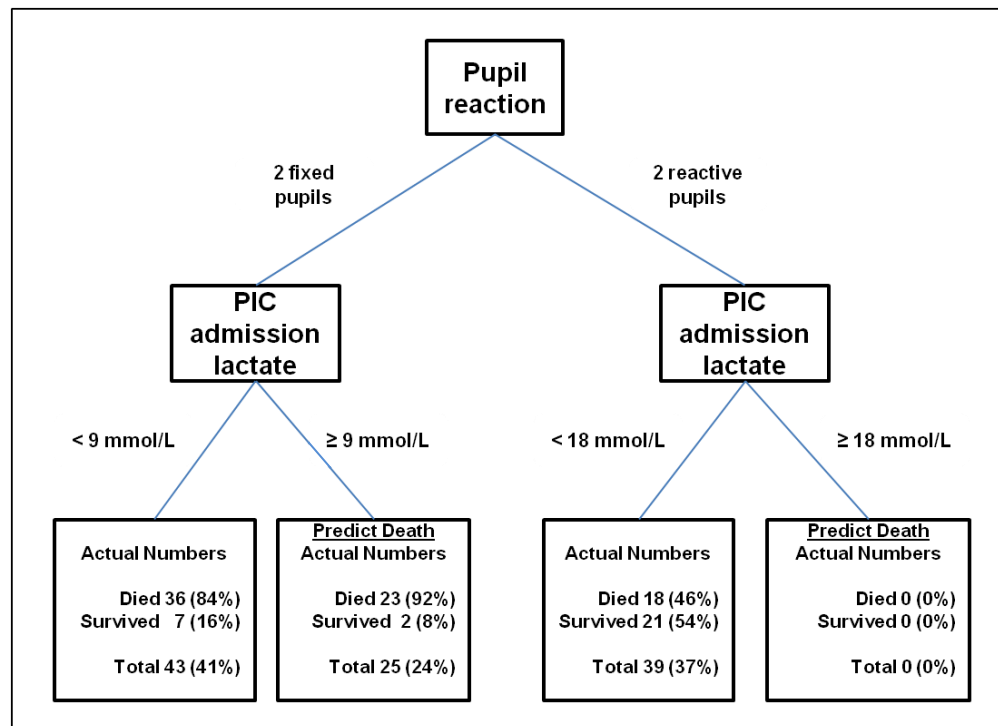 Pupil
reaction
2 fixed
pupils
2 reactive
pupils
PIC
admission
lactate
PIC
admission
lactate
< 9 mmol/L
≥ 9 mmol/L
< 18 mmol/L
≥ 18 mmol/L
Actual Numbers
Died 36 (84%)
Survived 7 (16%)
Total 43 (41%)
Predict Death
Actual Numbers
Died 23 (92%)
Survived 2 (8%)
Total 25 (24%)
Actual Numbers
Died 18 (46%)
Survived 21 (54%)
Total 39 (37%)
Predict Death
Actual Numbers
Died 0 (0%)
Survived 0 (0%)
Total 0 (0%)